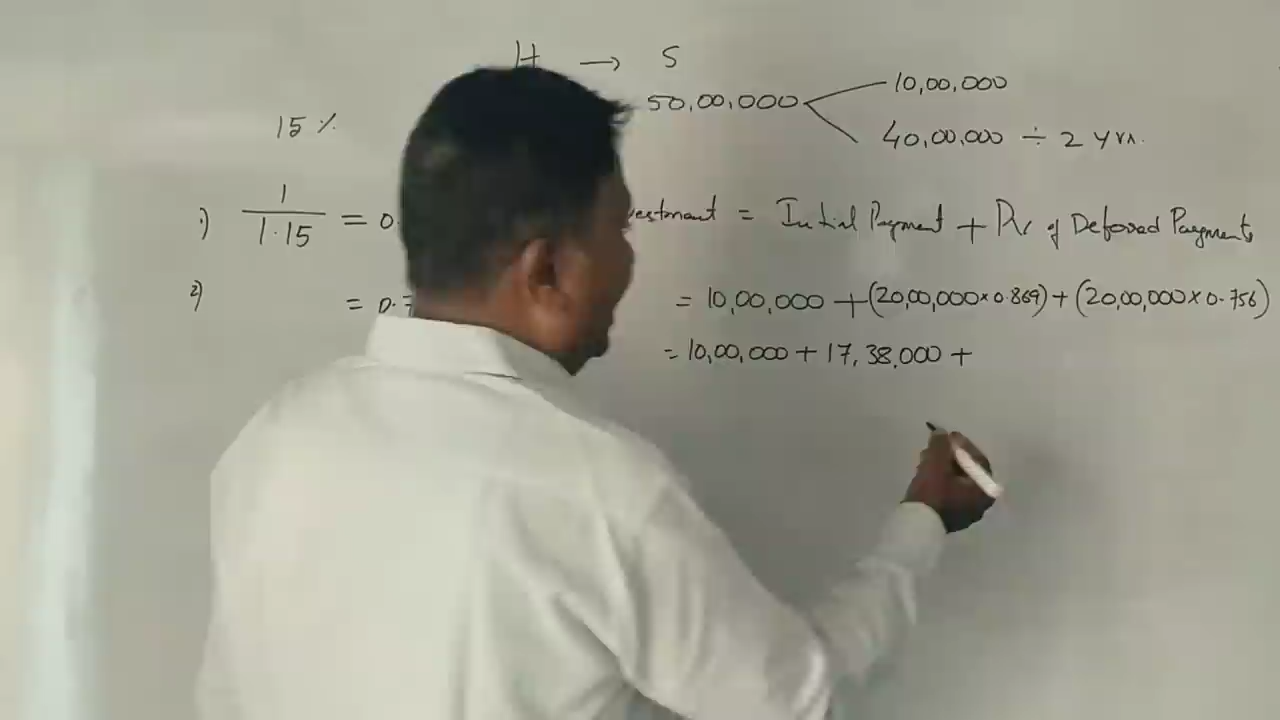 H → S
50,00,000 10,00,000
15 % 40,00,000 ÷ 2 yrs.
1) 1/1.15 = 0. = Initial Payment + Pv of Deferred Payments
2) = 0.7 = 10,00,000 + (20,00,000 × 0.869) + (20,00,000 × 0.756)
= 10,00,000 + 17,38,000 +